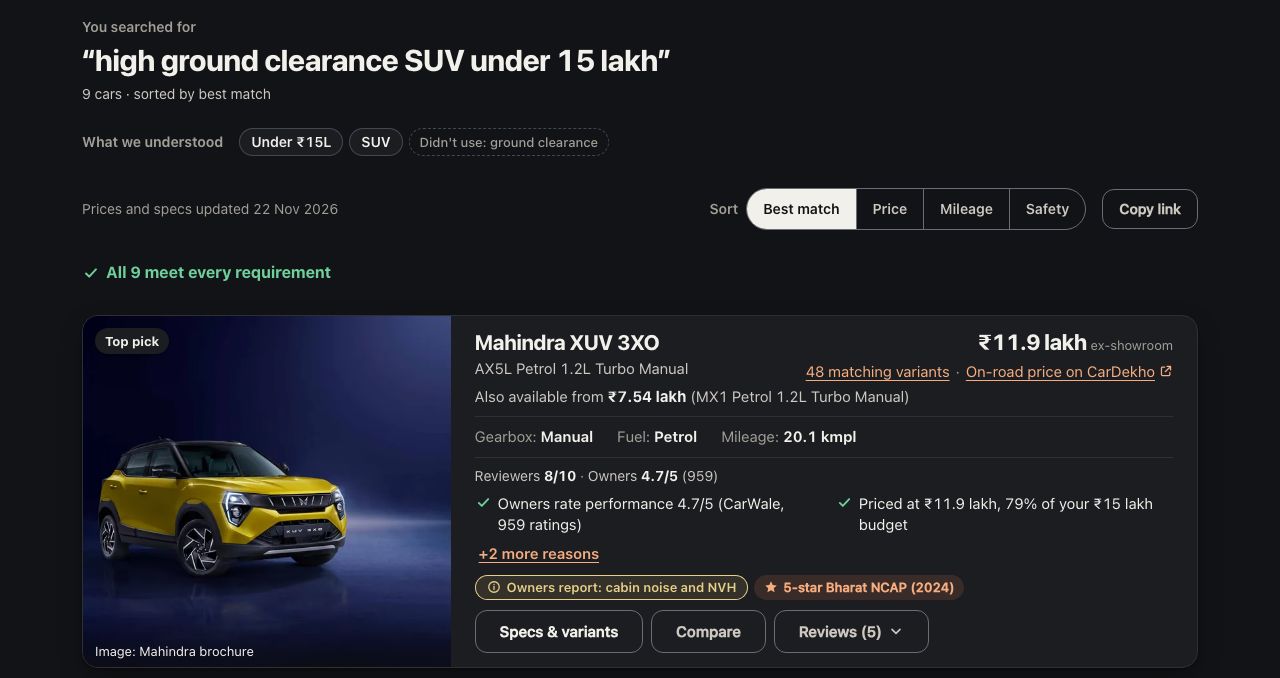 You searched for
“high ground clearance SUV under 15 lakh”
9 cars · sorted by best match
What we understood Under ₹15L SUV Didn't use: ground clearance
Prices and specs updated 22 Nov 2026
Sort Best match Price Mileage Safety Copy link
All 9 meet every requirement
Top pick
Mahindra XUV 3XO
₹11.9 lakh ex-showroom
AX5L Petrol 1.2L Turbo Manual
48 matching variants · On-road price on CarDekho
Also available from ₹7.54 lakh (MX1 Petrol 1.2L Turbo Manual)
Gearbox: Manual Fuel: Petrol Mileage: 20.1 kmpl
Reviewers 8/10 · Owners 4.7/5 (959)
Owners rate performance 4.7/5 (CarWale,
959 ratings)
Priced at ₹11.9 lakh, 79% of your ₹15 lakh
budget
+2 more reasons
Owners report: cabin noise and NVH
5-star Bharat NCAP (2024)
Specs & variants Compare Reviews (5)
XUV 3XO
Image: Mahindra brochure